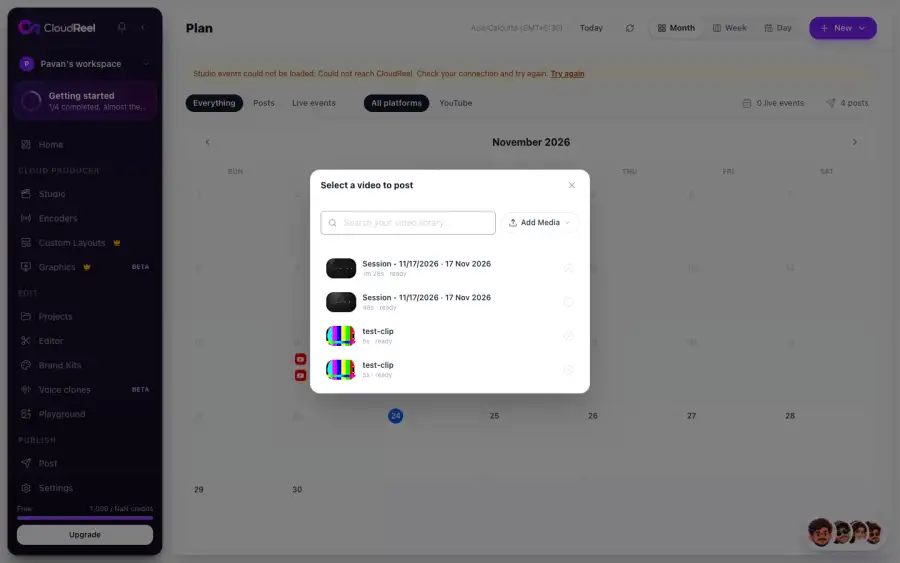 CloudReel
Plan
Asia/Calcutta (GMT+5:30)
Today
Month
Week
Day
+ New
P
Pavan's workspace
Getting started
1/4 completed, almost the...
Studio events could not be loaded: Could not reach CloudReel. Check your connection and try again. Try again
Everything
Posts
Live events
All platforms
YouTube
0 live events
4 posts
Home
CLOUD PRODUCER
Studio
Encoders
Custom Layouts
Graphics
BETA
EDIT
Projects
Editor
Brand Kits
Voice clones
BETA
Playground
PUBLISH
Post
Settings
Free
1,000 / NaN credits
Upgrade
November 2026
SUN
THU
FRI
SAT
Select a video to post
Search your video library...
Add Media
Session - 11/17/2026 · 17 Nov 2026
1m 28s · ready
Session - 11/17/2026 · 17 Nov 2026
48s · ready
test-clip
5s · ready
test-clip
5s · ready
24
25
26
27
28
29
30